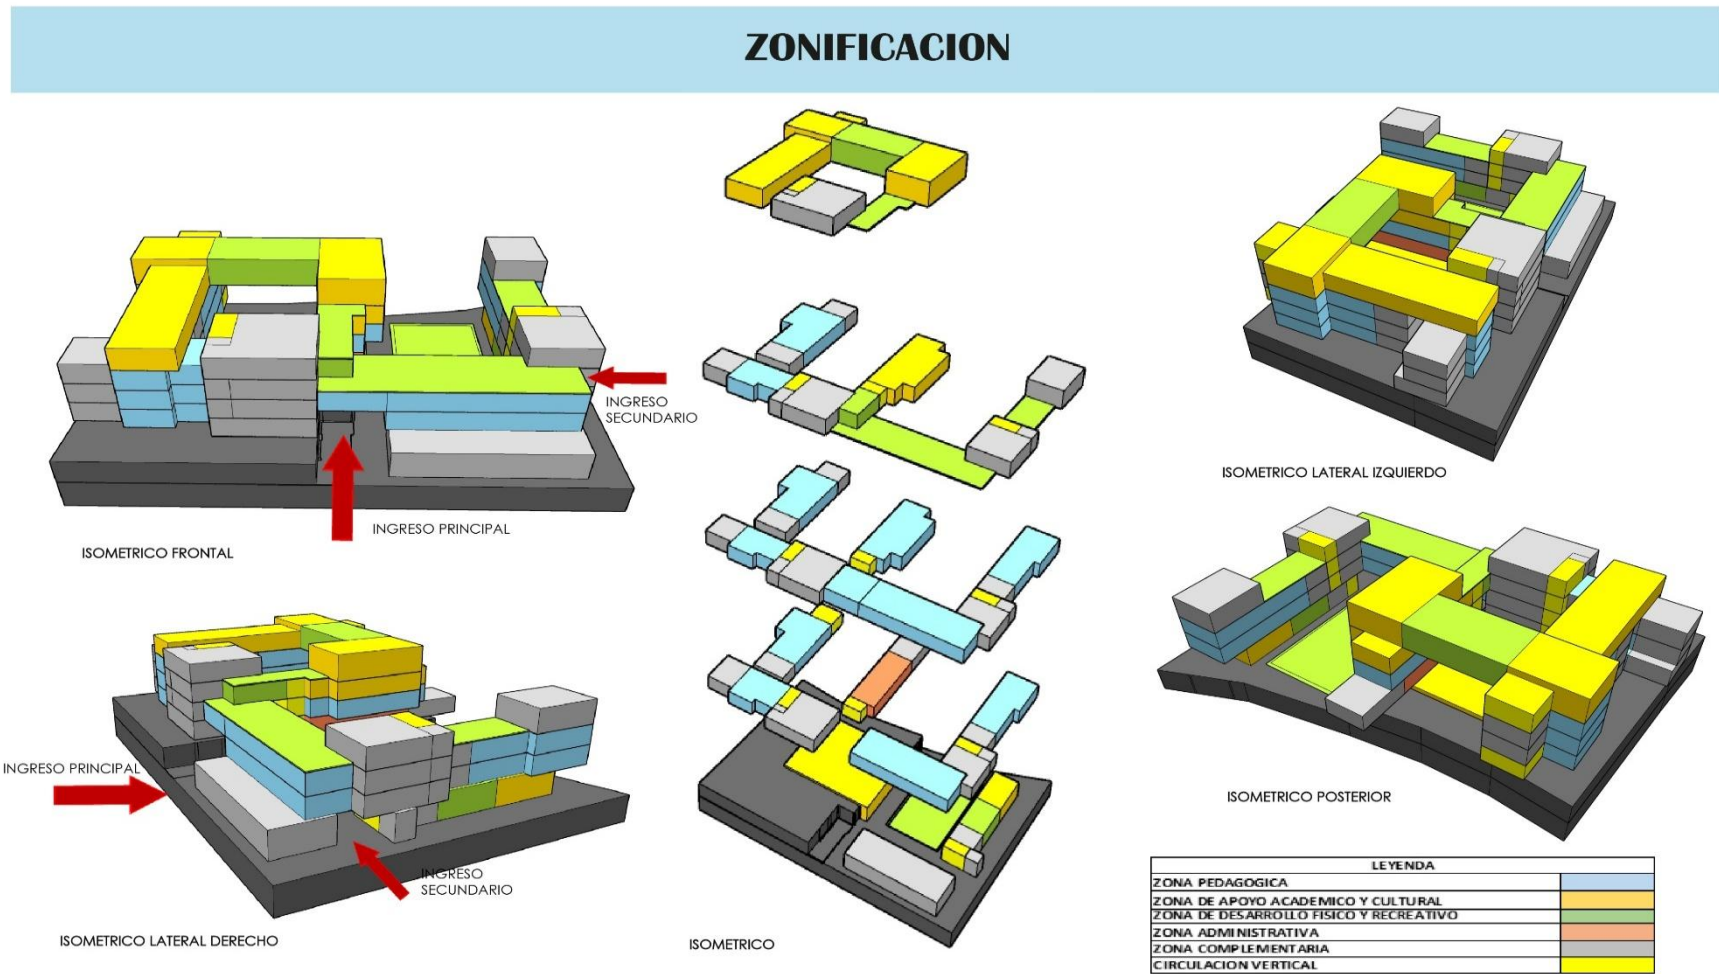 ZONIFICACION
INGRESO
SECUNDARIO
INGRESO PRINCIPAL
ISOMETRICO FRONTAL
ISOMETRICO LATERAL IZQUIERDO
INGRESO PRINCIPAL
INGRESO
SECUNDARIO
ISOMETRICO LATERAL DERECHO
ISOMETRICO
ISOMETRICO POSTERIOR
LEYENDA
ZONA PEDAGOGICA
ZONA DE APOYO ACADEMICO Y CULTURAL
ZONA DE DESARROLLO FISICO Y RECREATIVO
ZONA ADMINISTRATIVA
ZONA COMPLEMENTARIA
CIRCULACION VERTICAL